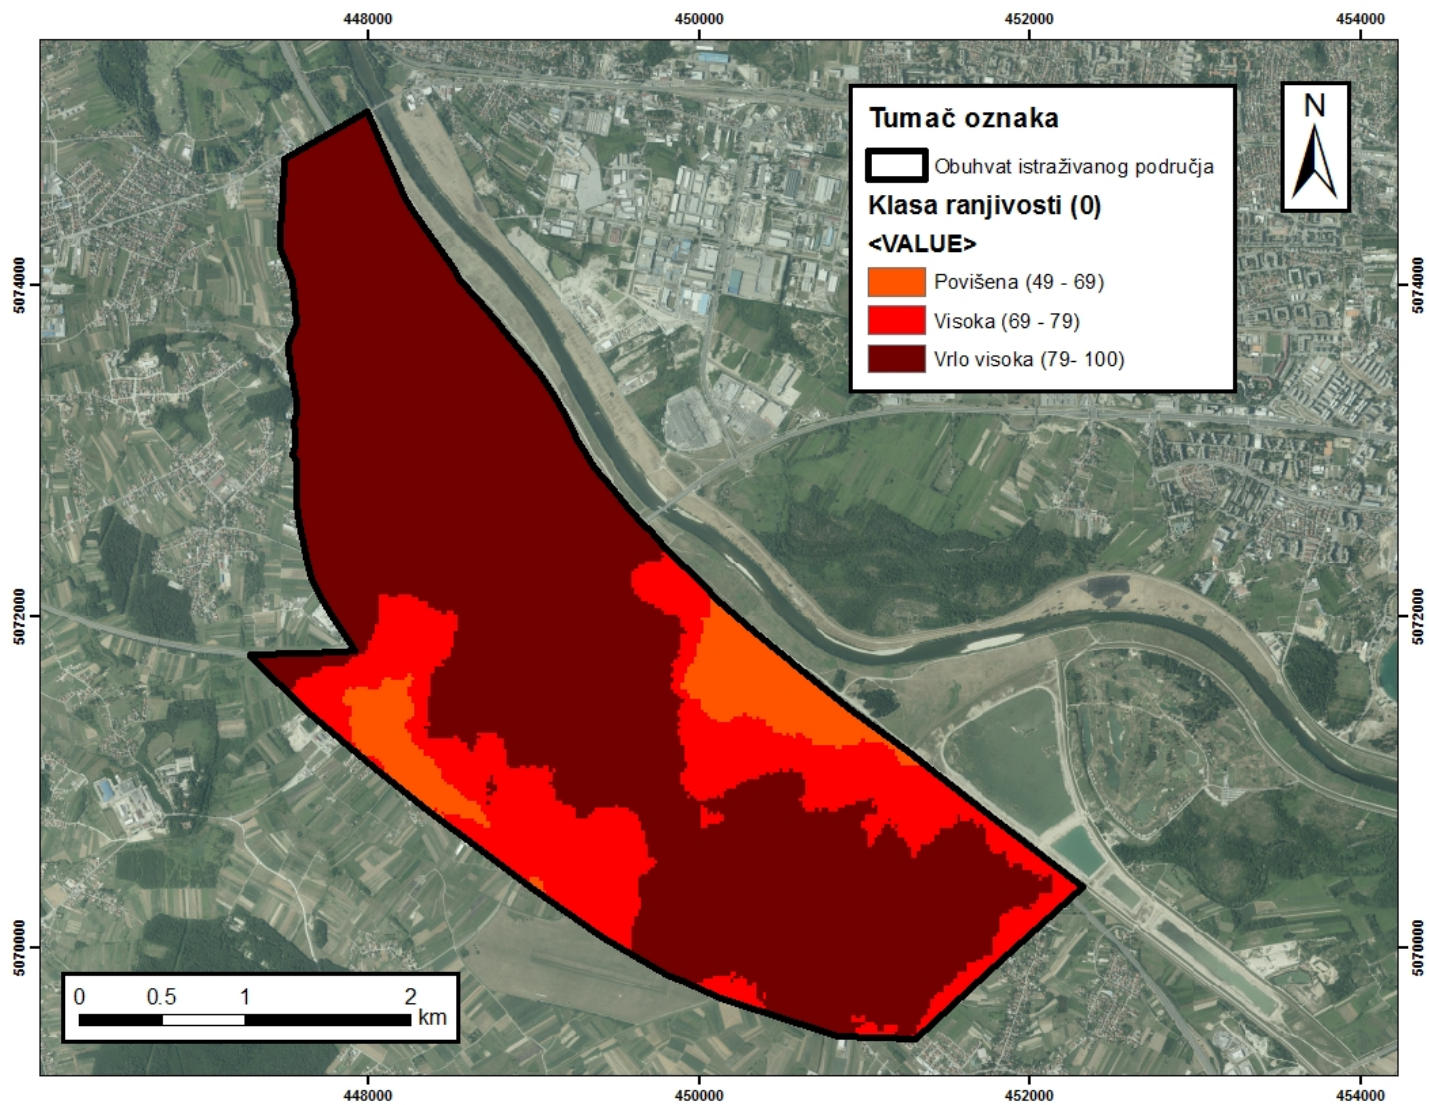 448000
450000
452000
454000
N
Tumač oznaka
Obuhvat istraživanog područja
Klasa ranjivosti (0)
<VALUE>
Povišena (49 - 69)
Visoka (69 - 79)
Vrlo visoka (79- 100)
5074000
5074000
5072000
5072000
5070000
5070000
0 0.5 1 2
km
448000
450000
452000
454000